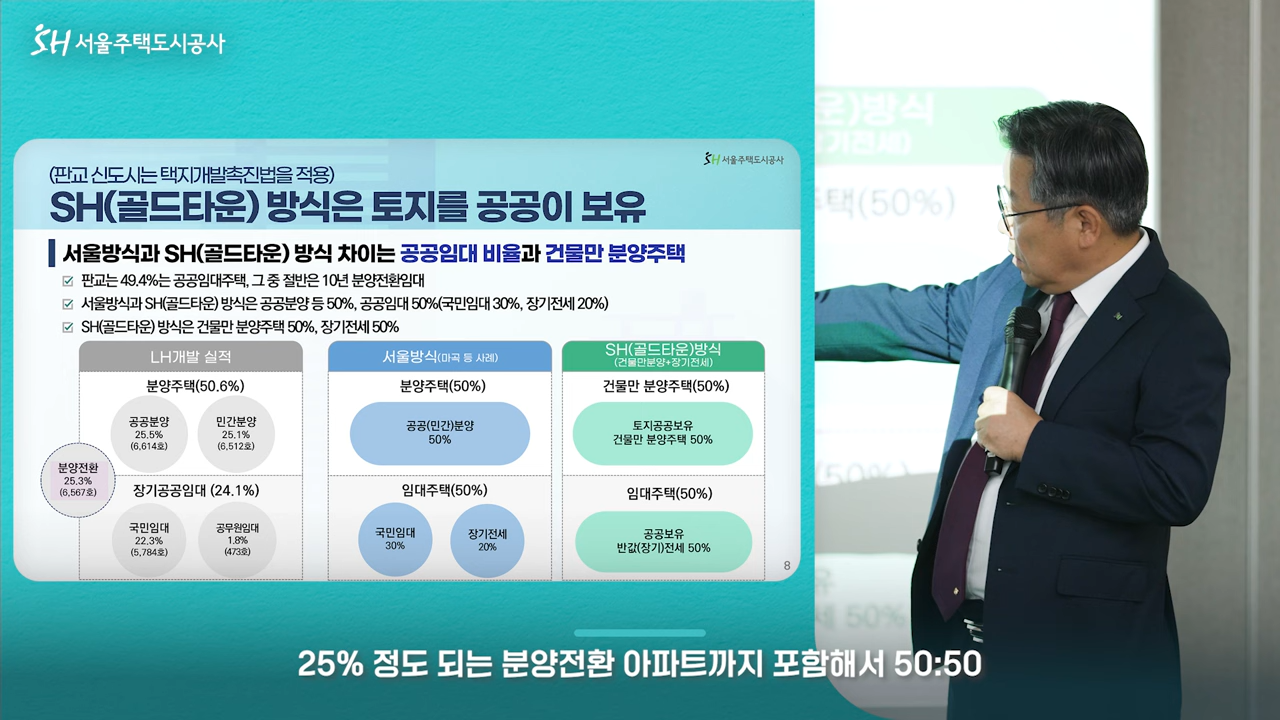 SH 서울주택도시공사
SH 서울주택도시공사
(판교 신도시는 택지개발촉진법을 적용)
SH(골드타운) 방식은 토지를 공공이 보유
서울방식과 SH(골드타운) 방식 차이는 공공임대 비율과 건물만 분양주택
판교는 49.4%는 공공임대주택, 그 중 절반은 10년 분양전환임대
서울방식과 SH(골드타운) 방식은 공공분양 등 50%, 공공임대 50%(국민임대 30%, 장기전세 20%)
SH(골드타운) 방식은 건물만 분양주택 50%, 장기전세 50%
LH개발 실적
분양주택(50.6%)
공공분양
25.5%
(6,614호)
민간분양
25.1%
(6,512호)
분양전환
25.3%
(6,567호)
장기공공임대 (24.1%)
국민임대
22.3%
(5,784호)
공무원임대
1.8%
(473호)
서울방식(마곡 등 사례)
분양주택(50%)
공공(민간)분양
50%
임대주택(50%)
국민임대
30%
장기전세
20%
SH(골드타운)방식
(건물만분양+장기전세)
건물만 분양주택(50%)
토지공공보유
건물만 분양주택 50%
임대주택(50%)
공공보유
반값(장기)전세 50%
8
운)방식
장기전세)
주택(50%)
(50%)
유
세 50%
25% 정도 되는 분양전환 아파트까지 포함해서 50:50